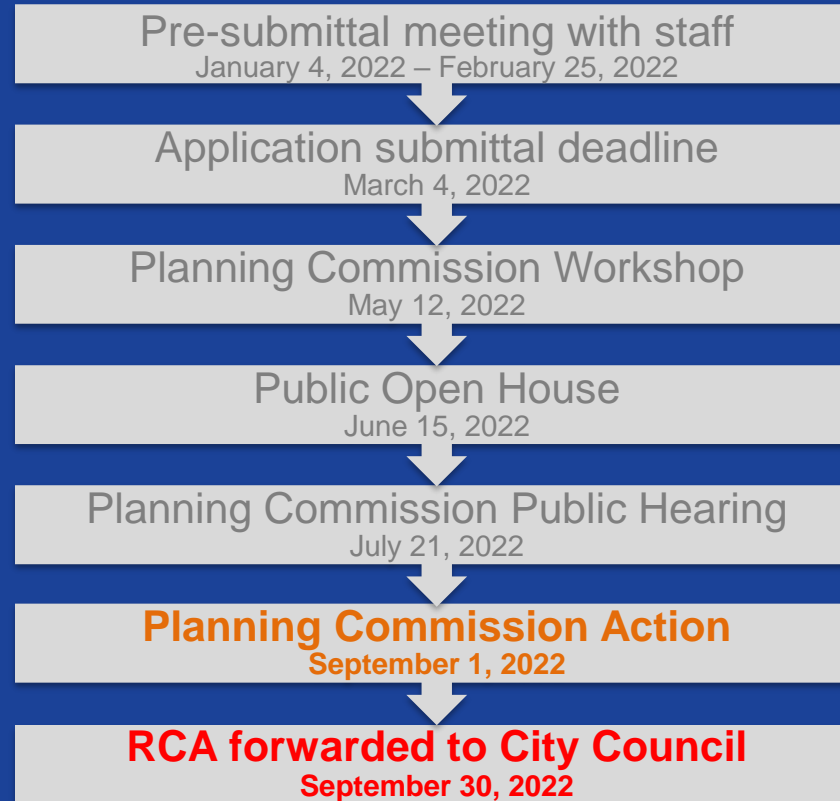 Pre-submittal meeting with staff
January 4, 2022 – February 25, 2022
Application submittal deadline
March 4, 2022
Planning Commission Workshop
May 12, 2022
Public Open House
June 15, 2022
Planning Commission Public Hearing
July 21, 2022
Planning Commission Action
September 1, 2022
RCA forwarded to City Council
September 30, 2022